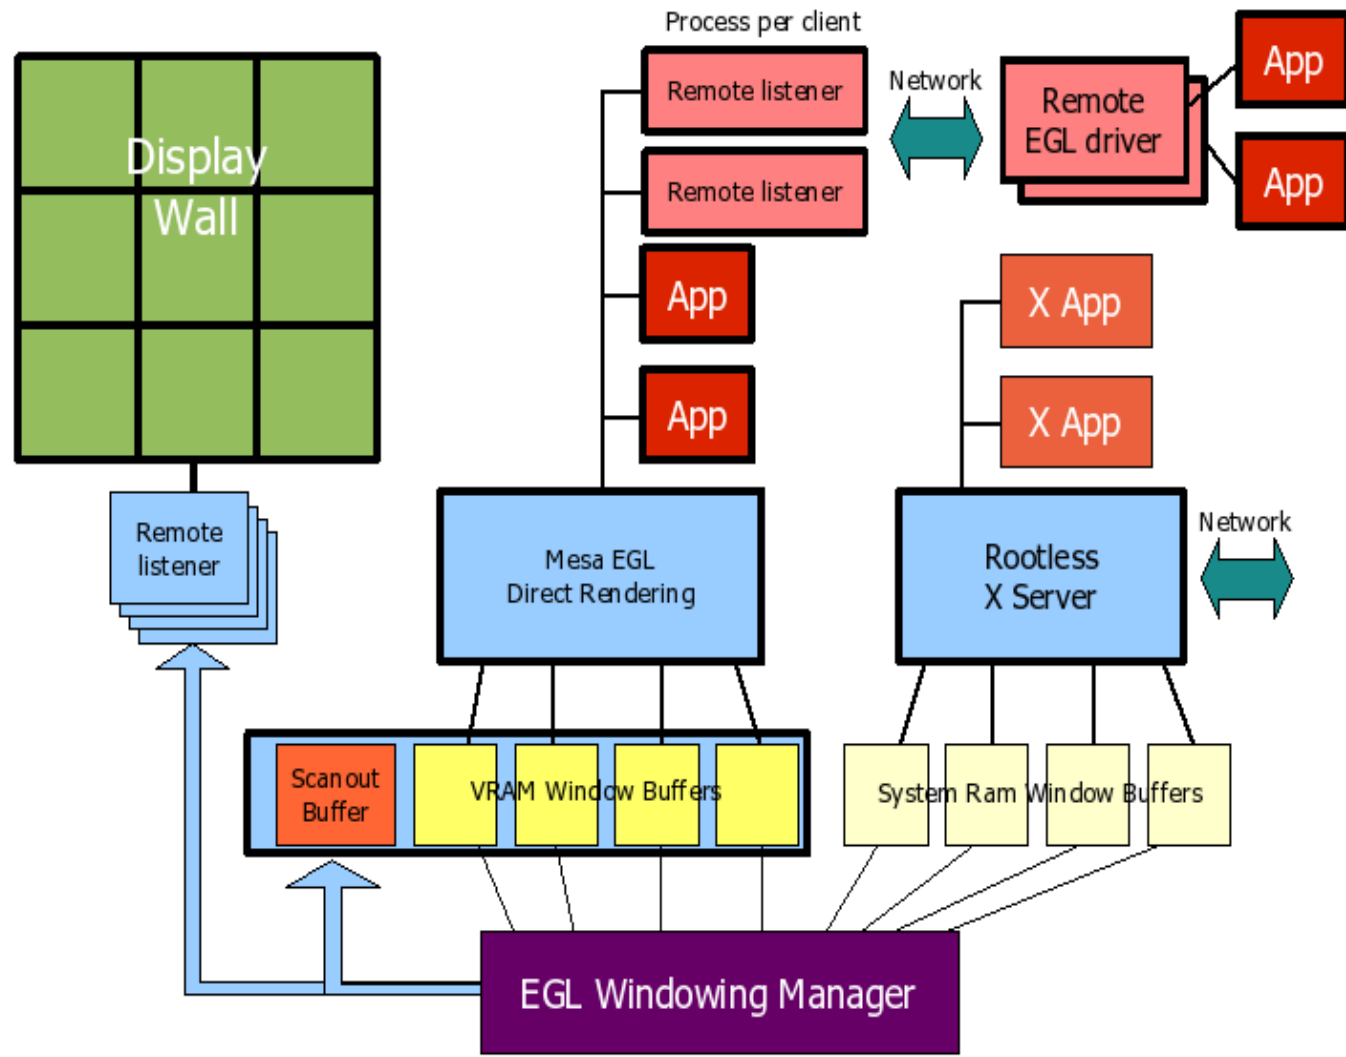 Process per client
Remote listener
Network
Remote
EGL driver
App
App
Remote listener
Display
Wall
App
App
X App
X App
Remote
listener
Mesa EGL
Direct Rendering
Rootless
X Server
Network
Scanout
Buffer
VRAM Window Buffers
System Ram Window Buffers
EGL Windowing Manager